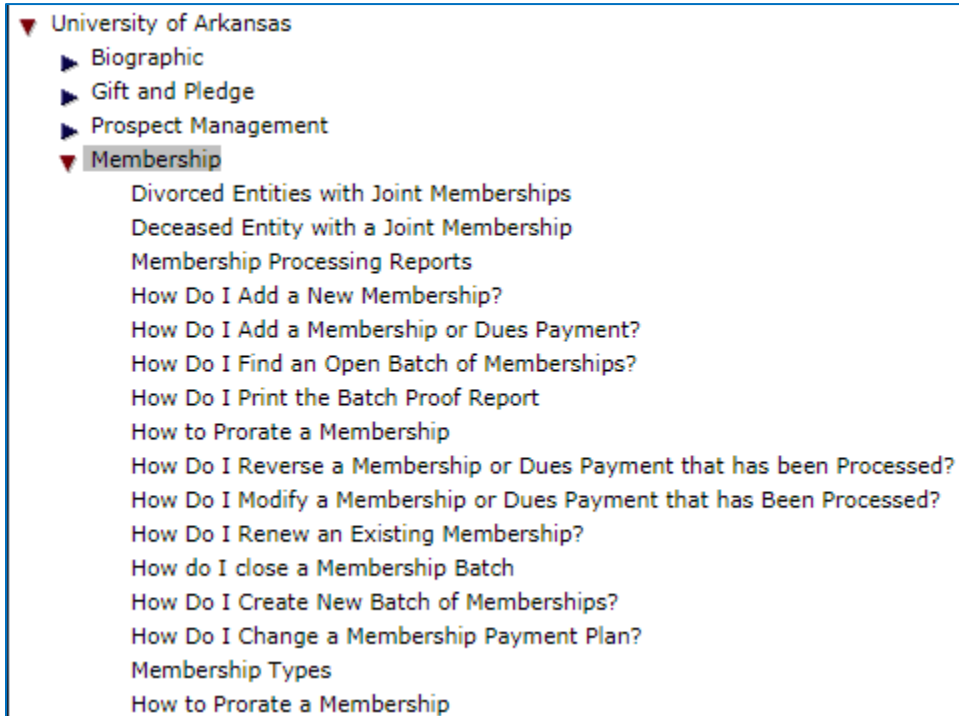 University of Arkansas
Biographic
Gift and Pledge
Prospect Management
Membership
Divorced Entities with Joint Memberships
Deceased Entity with a Joint Membership
Membership Processing Reports
How Do I Add a New Membership?
How Do I Add a Membership or Dues Payment?
How Do I Find an Open Batch of Memberships?
How Do I Print the Batch Proof Report
How to Prorate a Membership
How Do I Reverse a Membership or Dues Payment that has been Processed?
How Do I Modify a Membership or Dues Payment that has Been Processed?
How Do I Renew an Existing Membership?
How do I close a Membership Batch
How Do I Create New Batch of Memberships?
How Do I Change a Membership Payment Plan?
Membership Types
How to Prorate a Membership